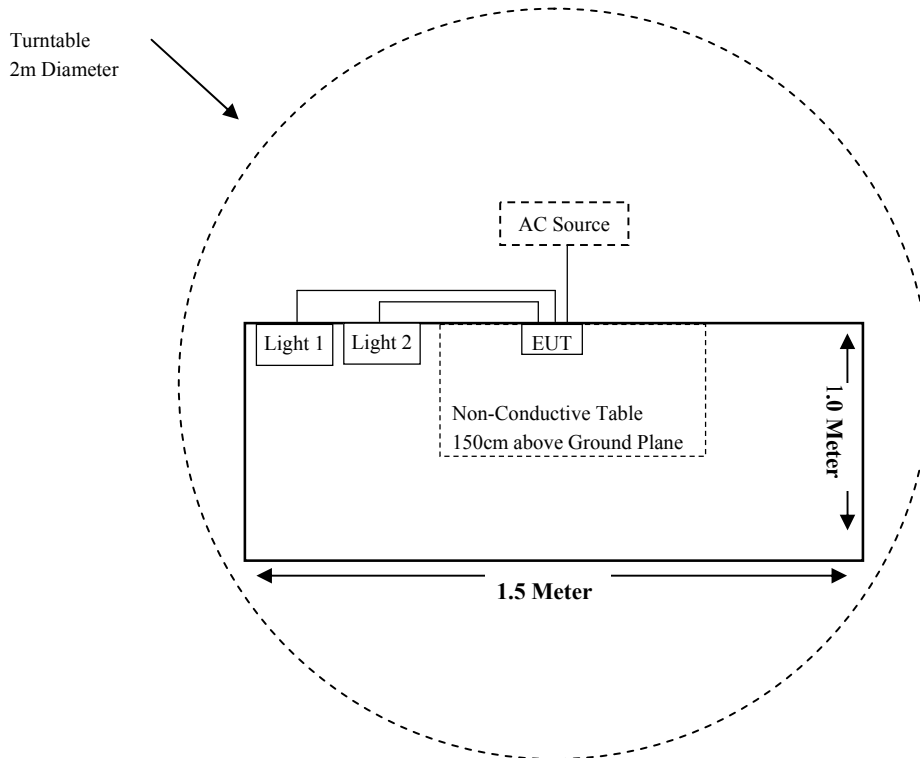 Turntable
2m Diameter
AC Source
Light 1
Light 2
EUT
Non-Conductive Table
150cm above Ground Plane
1.0 Meter
1.5 Meter